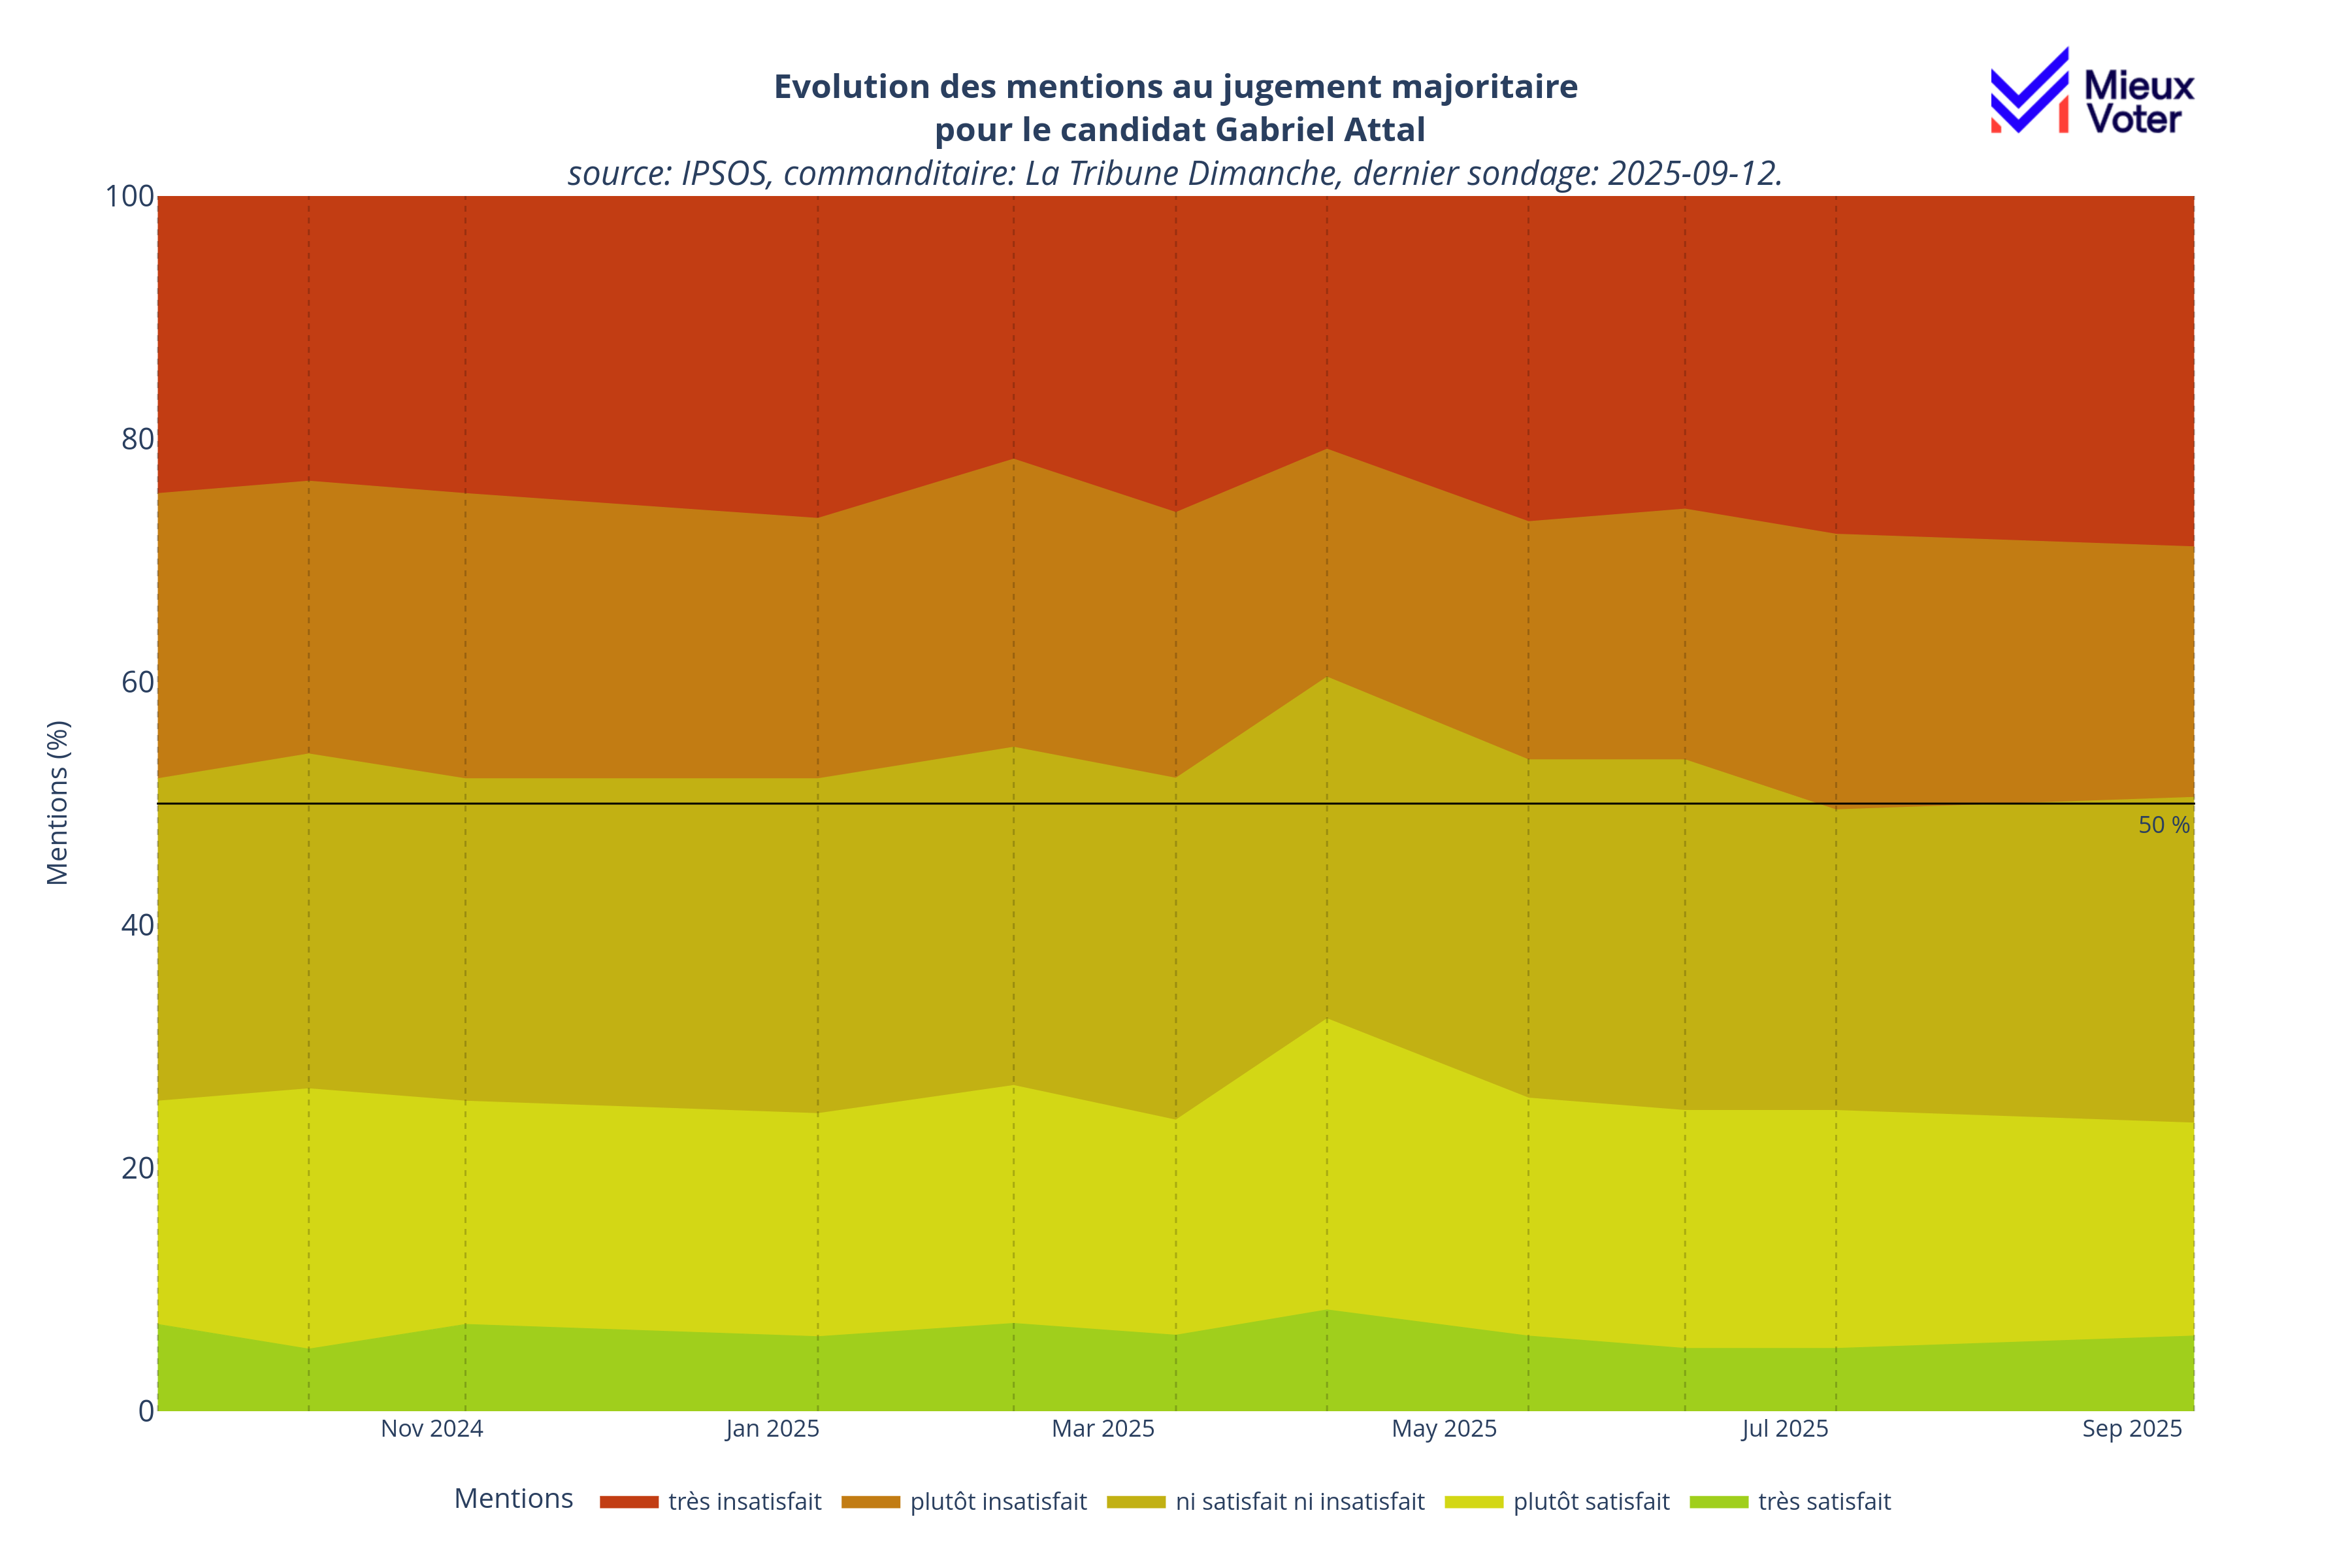 Evolution des mentions au jugement majoritaire
pour le candidat Gabriel Attal
source: IPSOS, commanditaire: La Tribune Dimanche, dernier sondage: 2025-09-12.
Mieux
Voter
100
80
60
40
20
0
Mentions (%)
50 %
Nov 2024
Jan 2025
Mar 2025
May 2025
Jul 2025
Sep 2025
Mentions
très insatisfait
plutôt insatisfait
ni satisfait ni insatisfait
plutôt satisfait
très satisfait